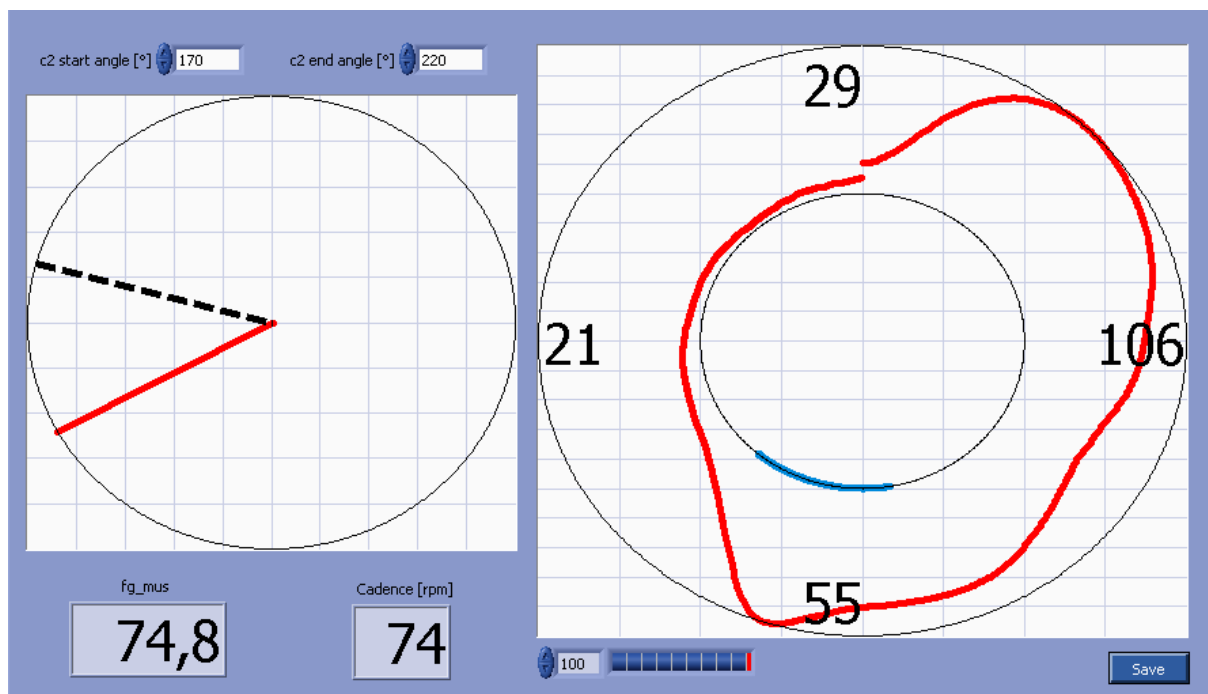 c2 start angle [°] 170
c2 end angle [°] 220
29
21
106
55
fg_mus
74,8
Cadence [rpm]
74
100
Save